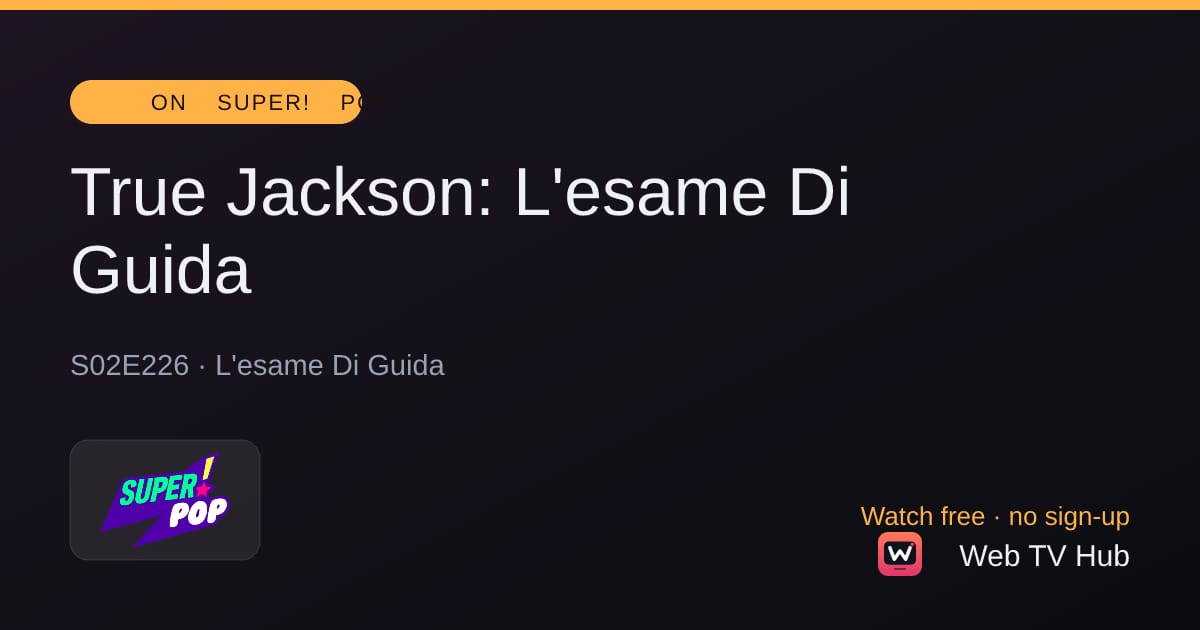 ON SUPER!
True Jackson: L'esame Di
Guida
S02E226 · L'esame Di Guida
SUPER!
POP
Watch free · no sign-up
W Web TV Hub